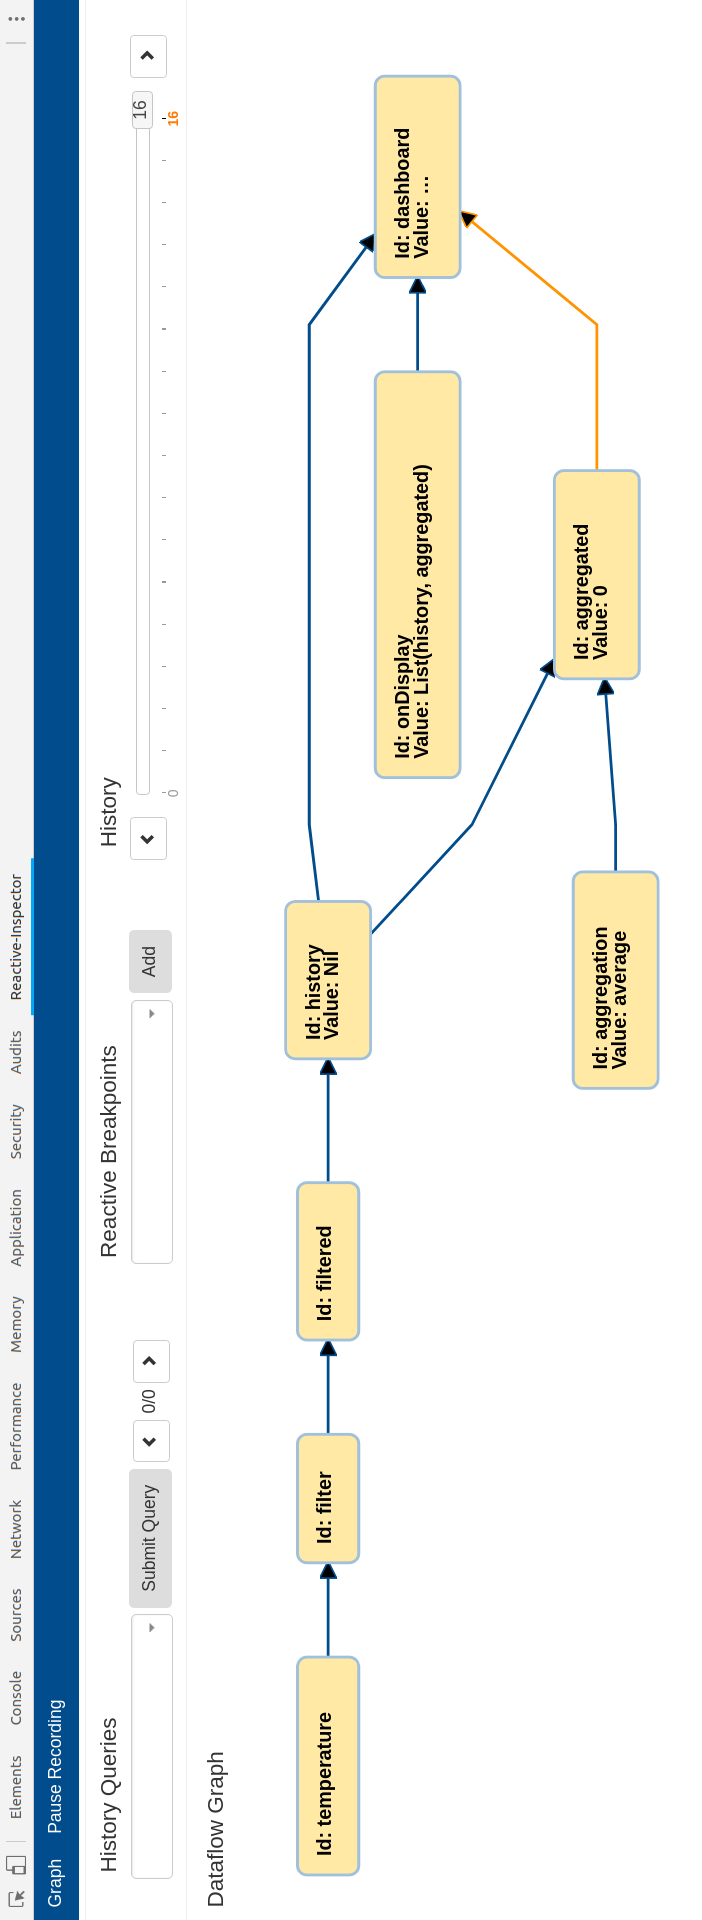 Elements Console Sources Network Performance Memory Application Security Audits Reactive-Inspector
Graph Pause Recording
History Queries
Submit Query
0/0
Reactive Breakpoints
Add
History
16
0
16
Dataflow Graph
Id: temperature
Id: filter
Id: filtered
Id: history
Value: Nil
Id: aggregation
Value: average
Id: onDisplay
Value: List(history, aggregated)
Id: aggregated
Value: 0
Id: dashboard
Value: …